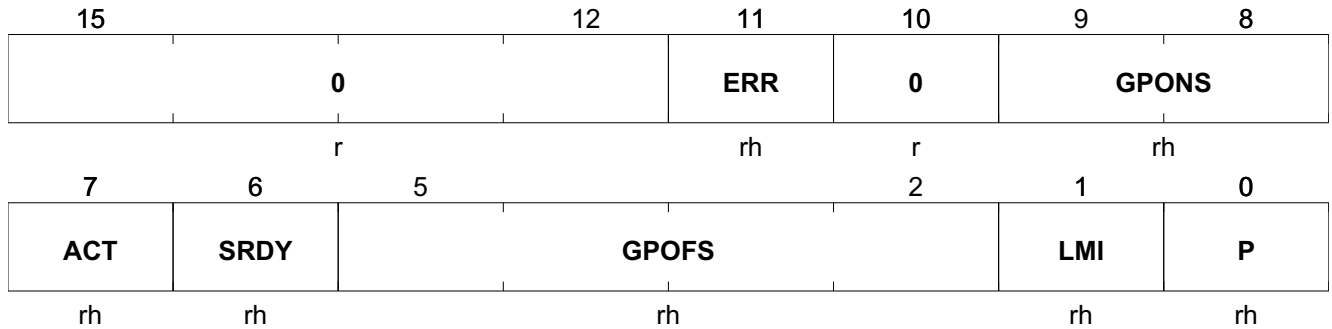 15 12 11 10 9 8
0 ERR 0 GPONS
r rh r rh
7 6 5 2 1 0
ACT SRDY GPOFS LMI P
rh rh rh rh rh